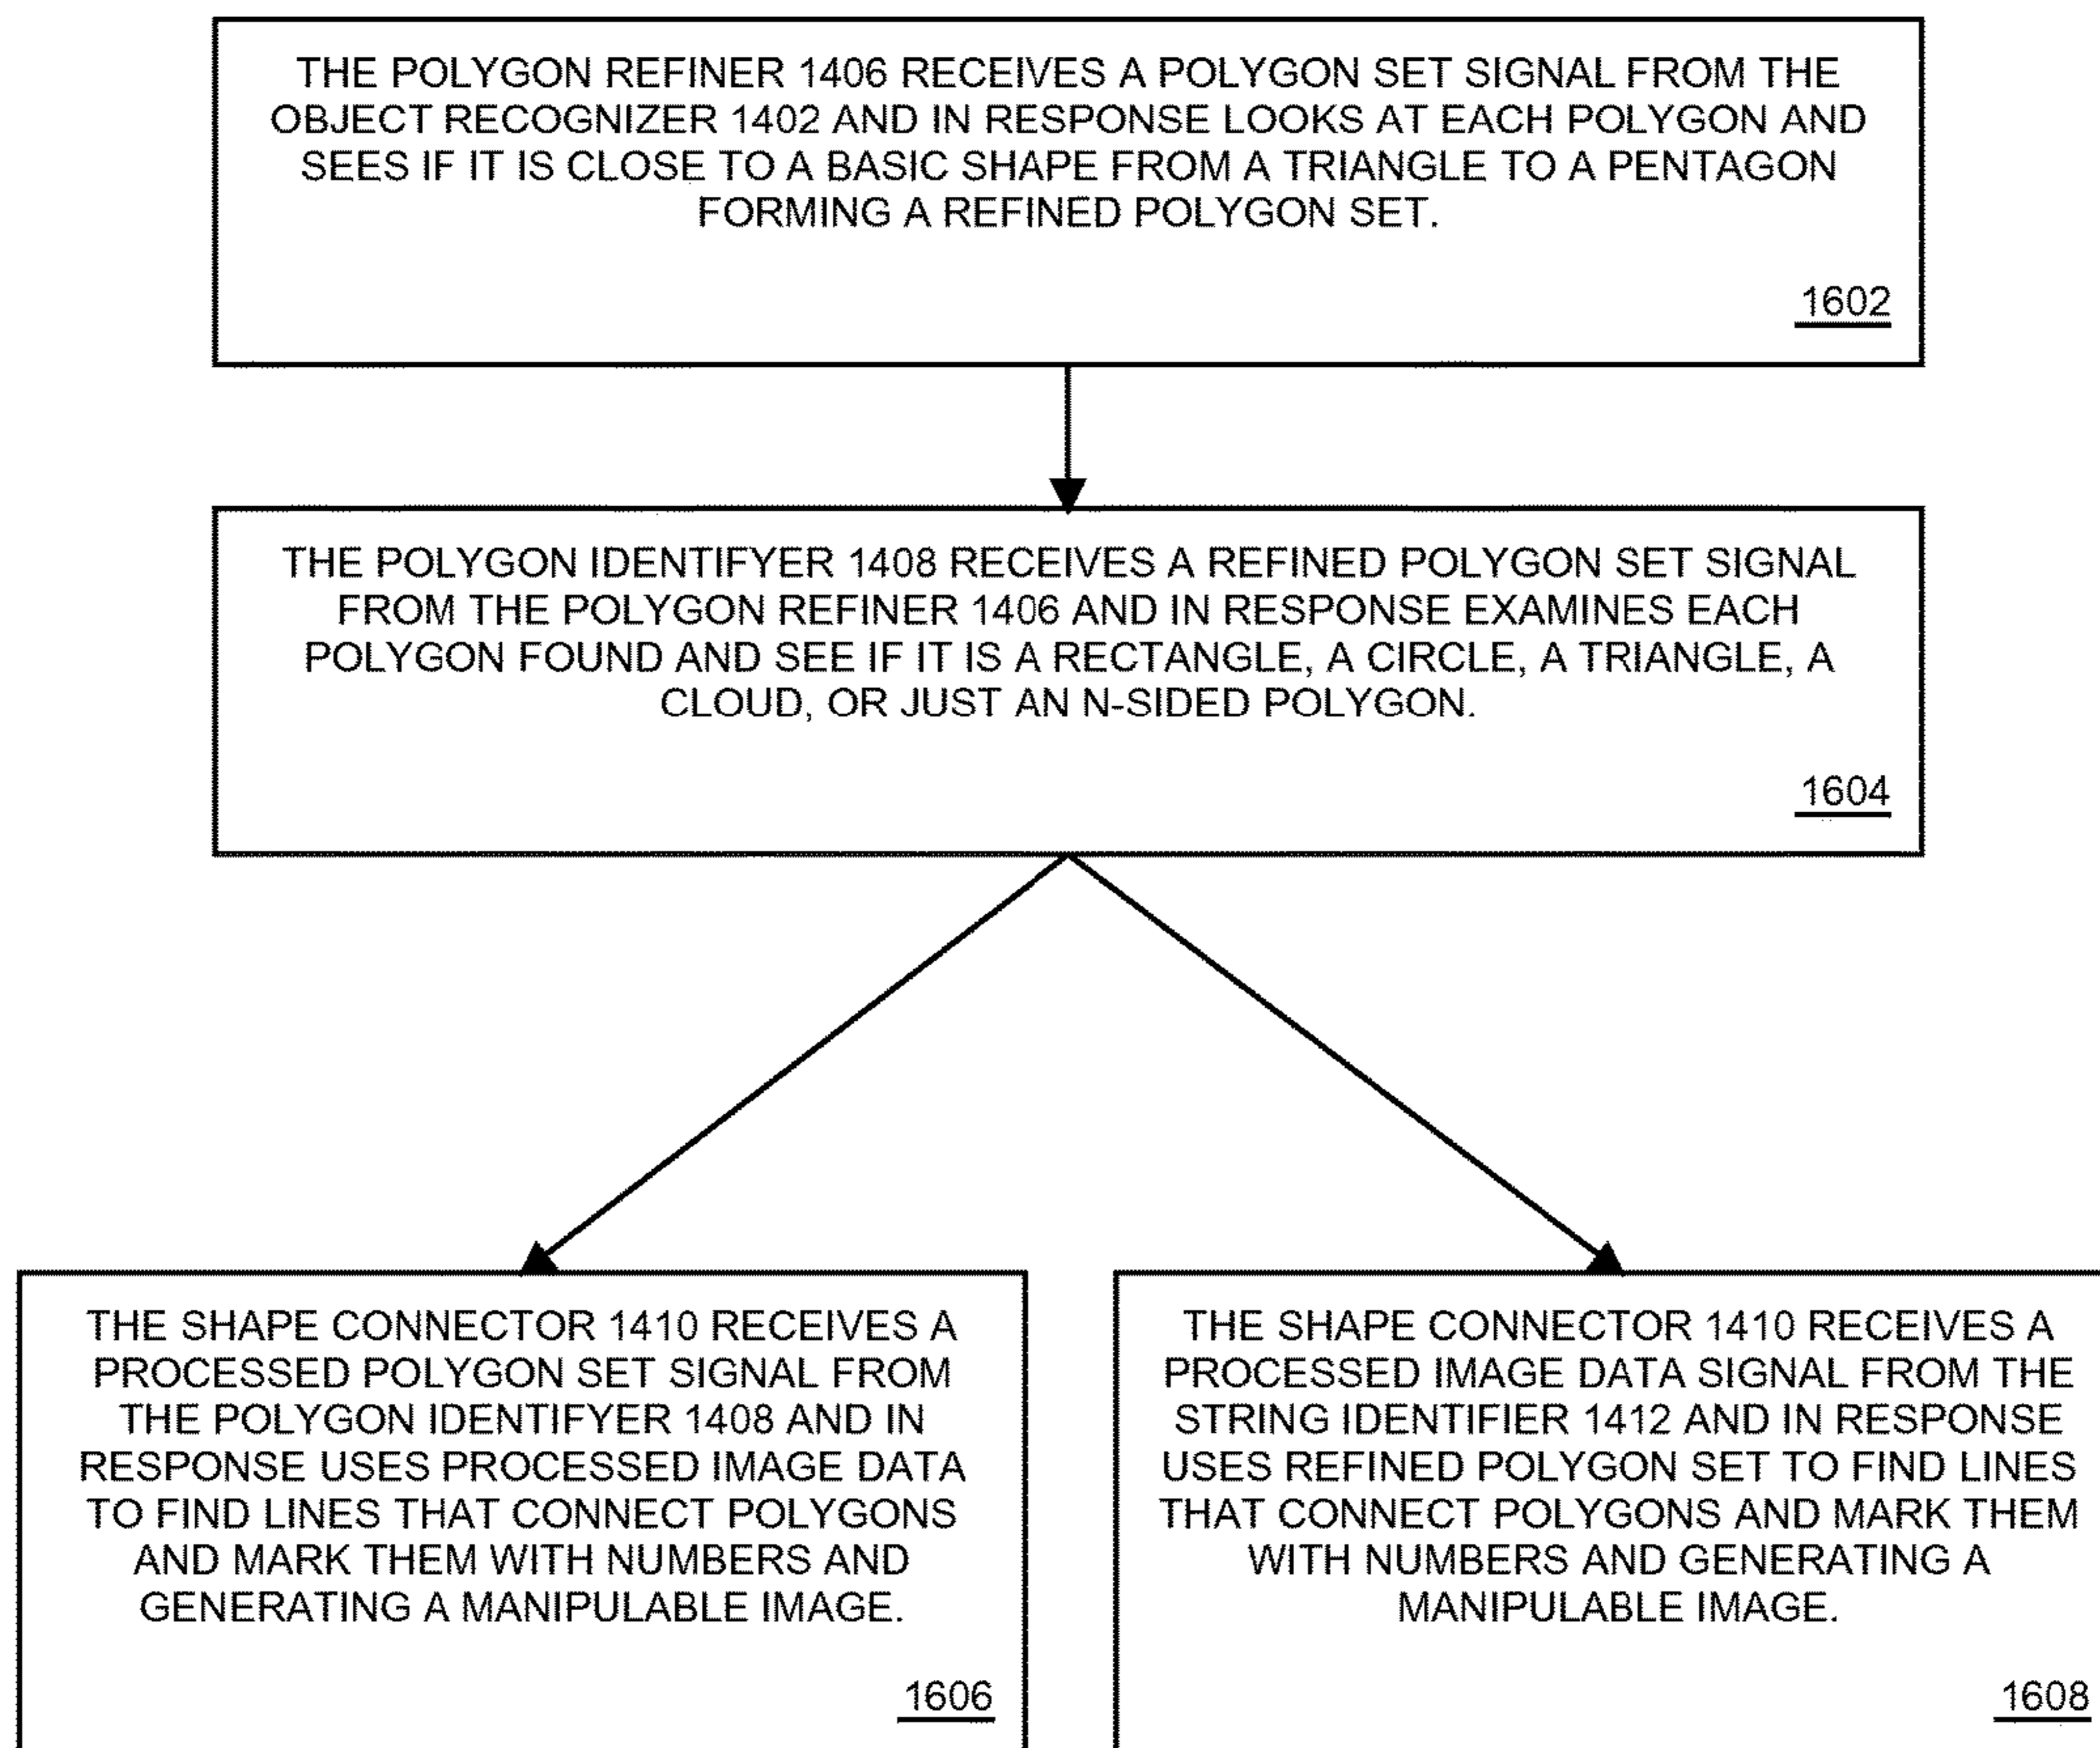 THE POLYGON REFINER 1406 RECEIVES A POLYGON SET SIGNAL FROM THE
OBJECT RECOGNIZER 1402 AND IN RESPONSE LOOKS AT EACH POLYGON AND
SEES IF IT IS CLOSE TO A BASIC SHAPE FROM A TRIANGLE TO A PENTAGON
FORMING A REFINED POLYGON SET.
1602
THE POLYGON IDENTIFYER 1408 RECEIVES A REFINED POLYGON SET SIGNAL
FROM THE POLYGON REFINER 1406 AND IN RESPONSE EXAMINES EACH
POLYGON FOUND AND SEE IF IT IS A RECTANGLE, A CIRCLE, A TRIANGLE, A
CLOUD, OR JUST AN N-SIDED POLYGON.
1604
THE SHAPE CONNECTOR 1410 RECEIVES A
PROCESSED POLYGON SET SIGNAL FROM
THE POLYGON IDENTIFYER 1408 AND IN
RESPONSE USES PROCESSED IMAGE DATA
TO FIND LINES THAT CONNECT POLYGONS
AND MARK THEM WITH NUMBERS AND
GENERATING A MANIPULABLE IMAGE.
1606
THE SHAPE CONNECTOR 1410 RECEIVES A
PROCESSED IMAGE DATA SIGNAL FROM THE
STRING IDENTIFIER 1412 AND IN RESPONSE
USES REFINED POLYGON SET TO FIND LINES
THAT CONNECT POLYGONS AND MARK THEM
WITH NUMBERS AND GENERATING A
MANIPULABLE IMAGE.
1608